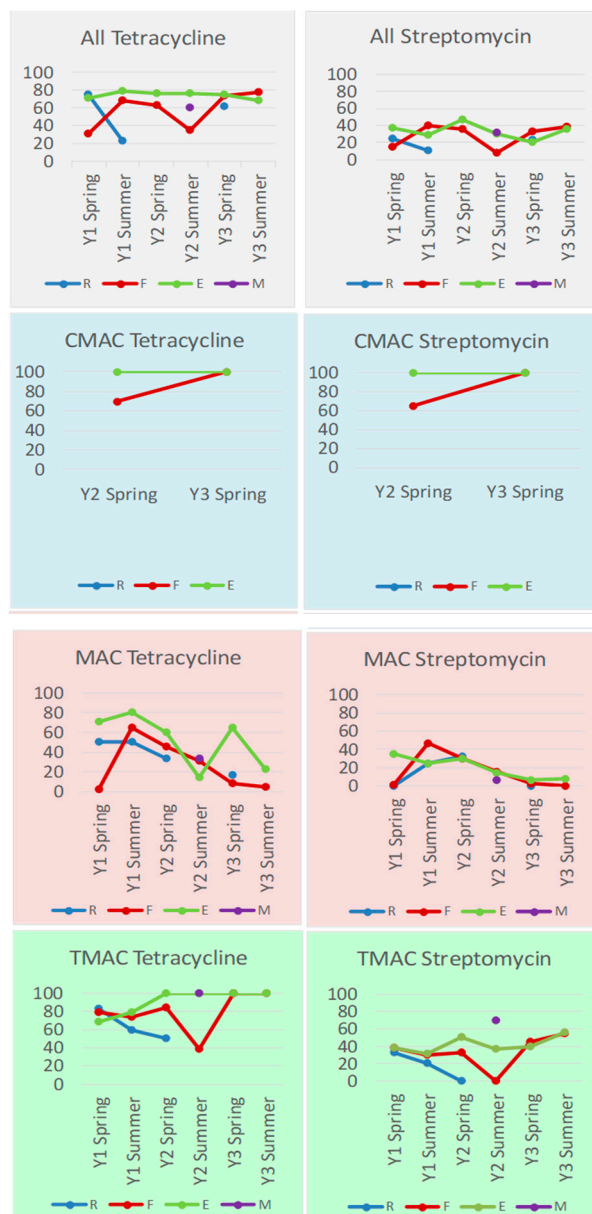 All Tetracycline
100
80
60
40
20
0
Y1 Spring
Y1 Summer
Y2 Spring
Y2 Summer
Y3 Spring
Y3 Summer
R F E M
All Streptomycin
100
80
60
40
20
0
Y1 Spring
Y1 Summer
Y2 Spring
Y2 Summer
Y3 Spring
Y3 Summer
R F E M
CMAC Tetracycline
100
80
60
40
20
0
Y2 Spring Y3 Spring
R F E
CMAC Streptomycin
100
80
60
40
20
0
Y2 Spring Y3 Spring
R F E
MAC Tetracycline
100
80
60
40
20
0
Y1 Spring
Y1 Summer
Y2 Spring
Y2 Summer
Y3 Spring
Y3 Summer
R F E M
MAC Streptomycin
100
80
60
40
20
0
Y1 Spring
Y1 Summer
Y2 Spring
Y2 Summer
Y3 Spring
Y3 Summer
R F E M
TMAC Tetracycline
100
80
60
40
20
0
Y1 Spring
Y1 Summer
Y2 Spring
Y2 Summer
Y3 Spring
Y3 Summer
R F E M
TMAC Streptomycin
100
80
60
40
20
0
Y1 Spring
Y1 Summer
Y2 Spring
Y2 Summer
Y3 Spring
Y3 Summer
R F E M